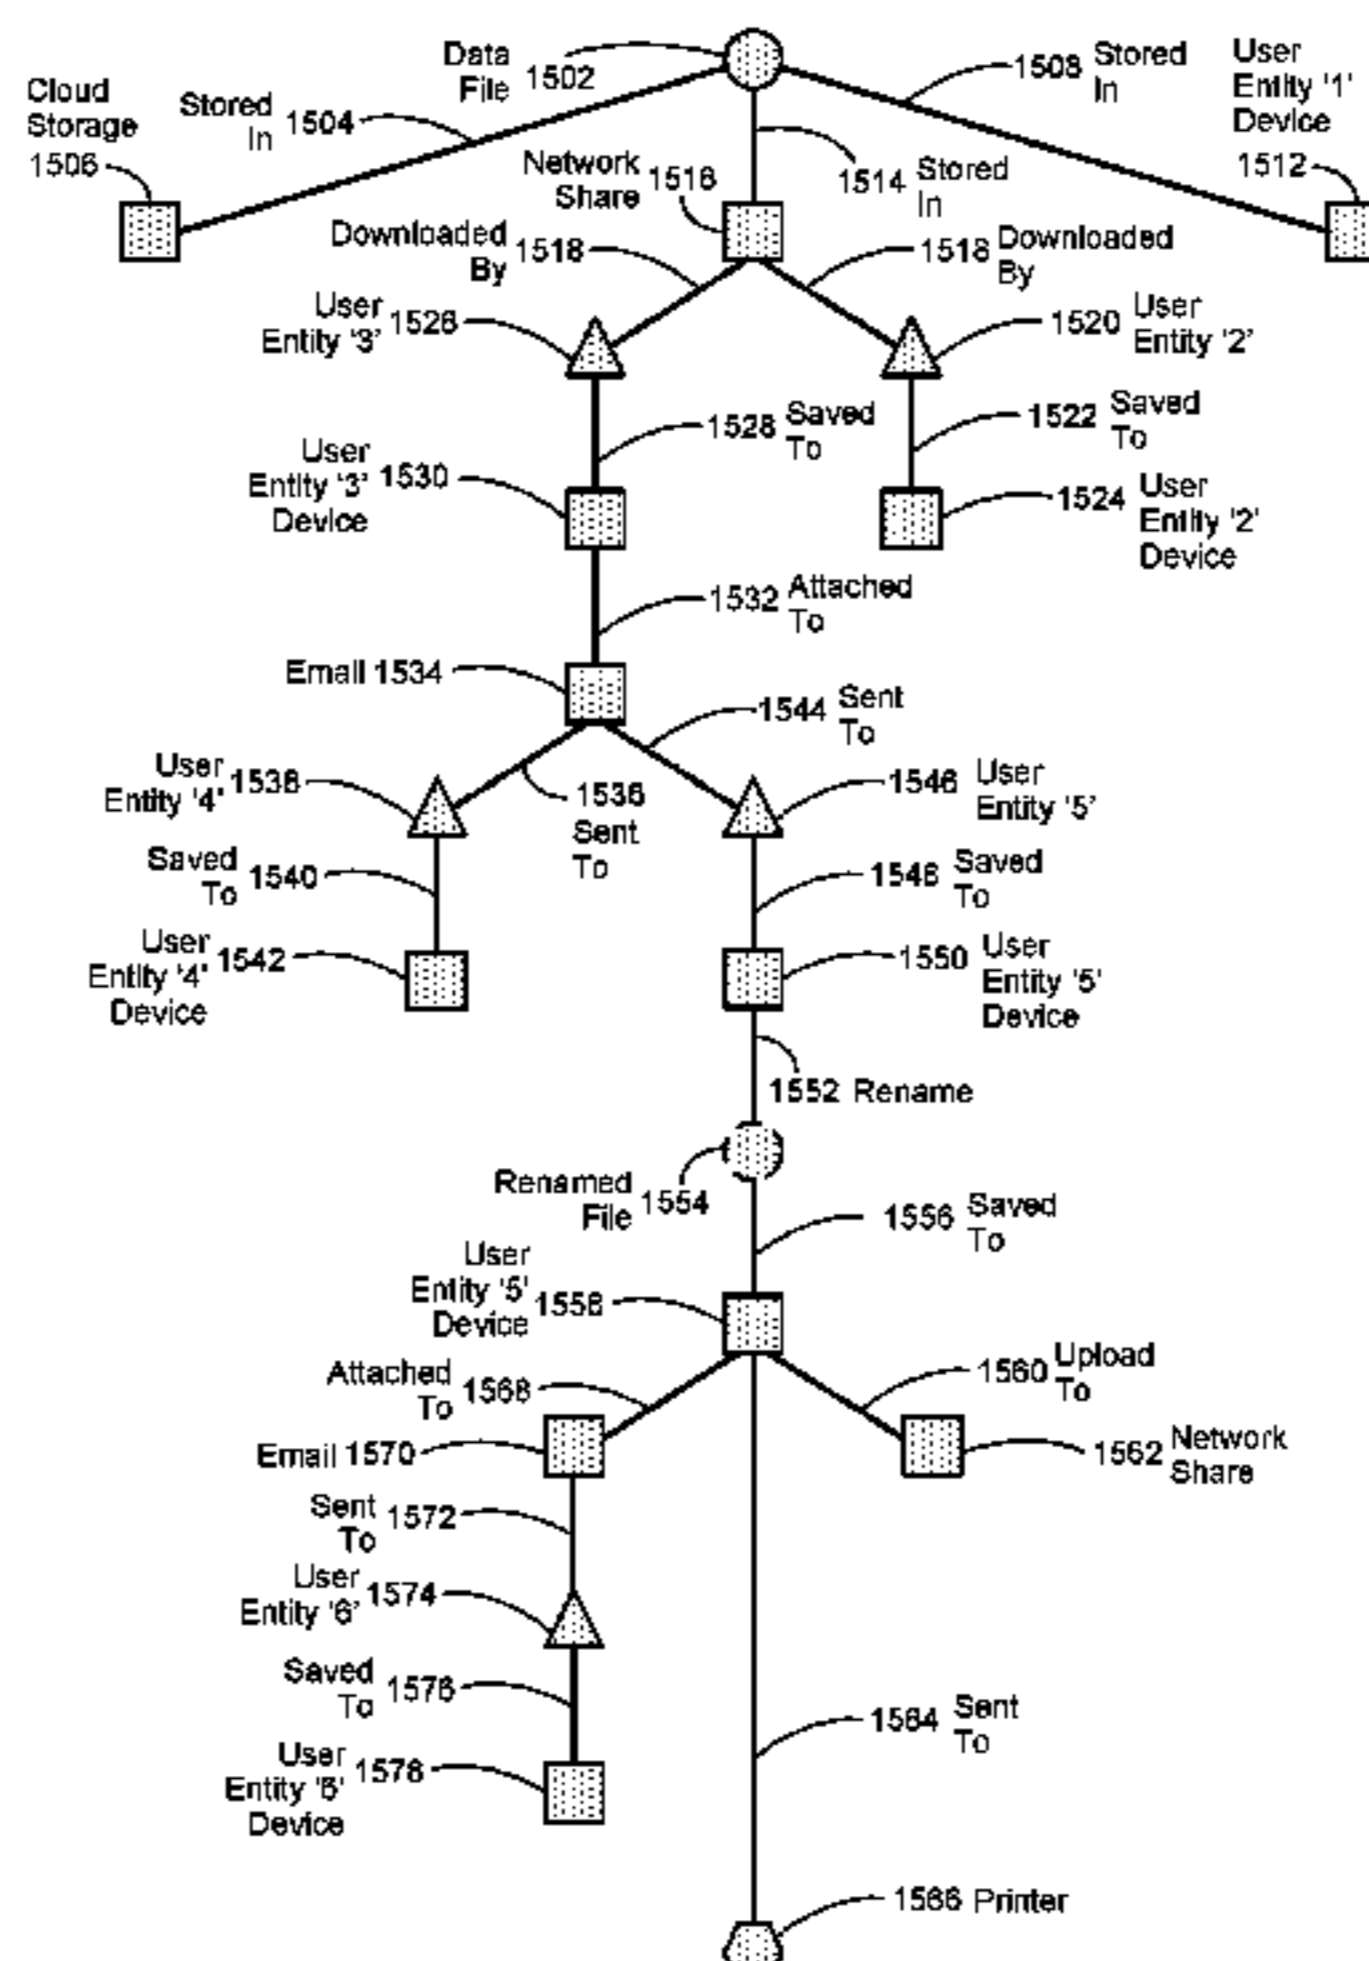 Data
File 1502
1508 Stored
In
User
Entity '1'
Device
1512
Cloud
Storage
1506
Stored
In 1504
Network
Share 1516
1514 Stored
In
Downloaded
By 1518
1518 Downloaded
By
User
Entity '3' 1526
1520 User
Entity '2'
1528 Saved
To
1522 Saved
To
User
Entity '3' 1530
Device
1524 User
Entity '2'
Device
1532 Attached
To
Email 1534
1544 Sent
To
User
Entity '4' 1538
1536
Sent
To
1546 User
Entity '5'
Saved
To 1540
1548 Saved
To
User
Entity '4' 1542
Device
1550 User
Entity '5'
Device
1552 Rename
Renamed
File 1554
1556 Saved
To
User
Entity '5' 1558
Device
Attached
To 1568
1560 Upload
To
Email 1570
1562 Network
Share
Sent
To 1572
User
Entity '6' 1574
Saved
To 1576
1564 Sent
To
User
Entity '6' 1578
Device
1566 Printer